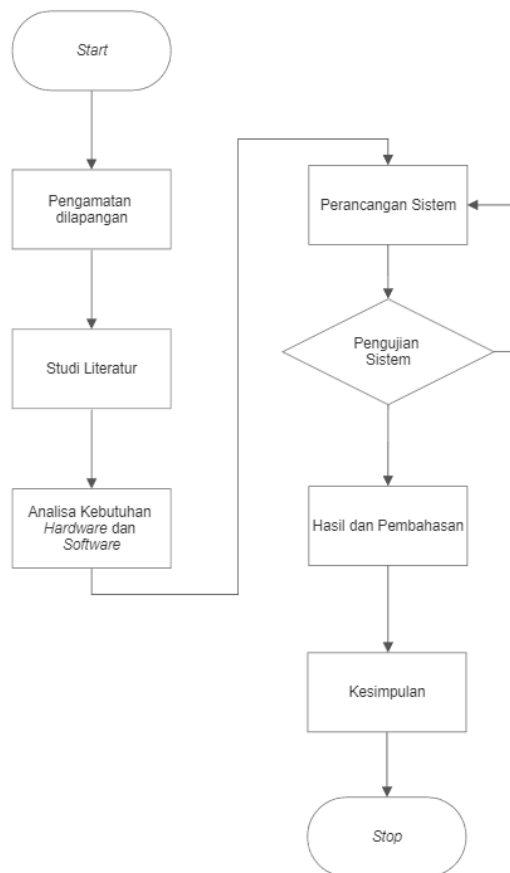 Start
Pengamatan
dilapangan
Studi Literatur
Analisa Kebutuhan
Hardware dan
Software
Perancangan Sistem
Pengujian
Sistem
Hasil dan Pembahasan
Kesimpulan
Stop